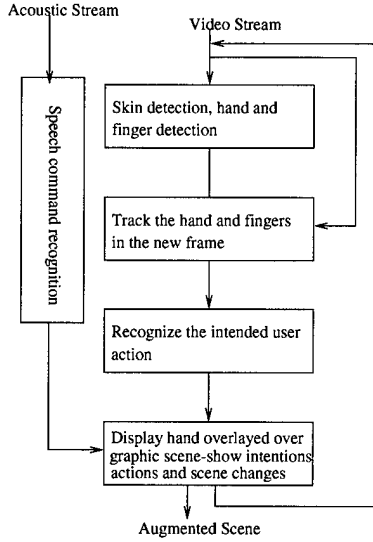 Acoustic Stream
Video Stream
Speech command recognition
Skin detection, hand and
finger detection
Track the hand and fingers
in the new frame
Recognize the intended user
action
Display hand overlayed over
graphic scene-show intentions
actions and scene changes
Augmented Scene